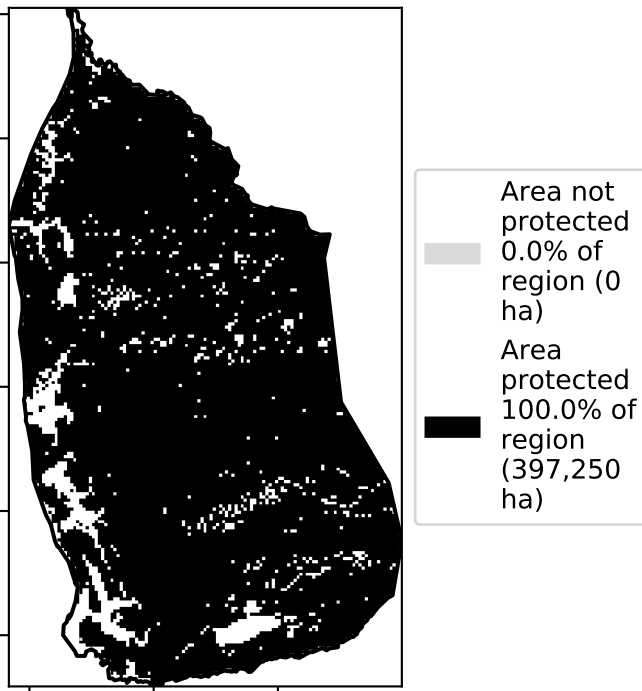 Area not
protected
0.0% of
region (0
ha)
Area
protected
100.0% of
region
(397,250
ha)